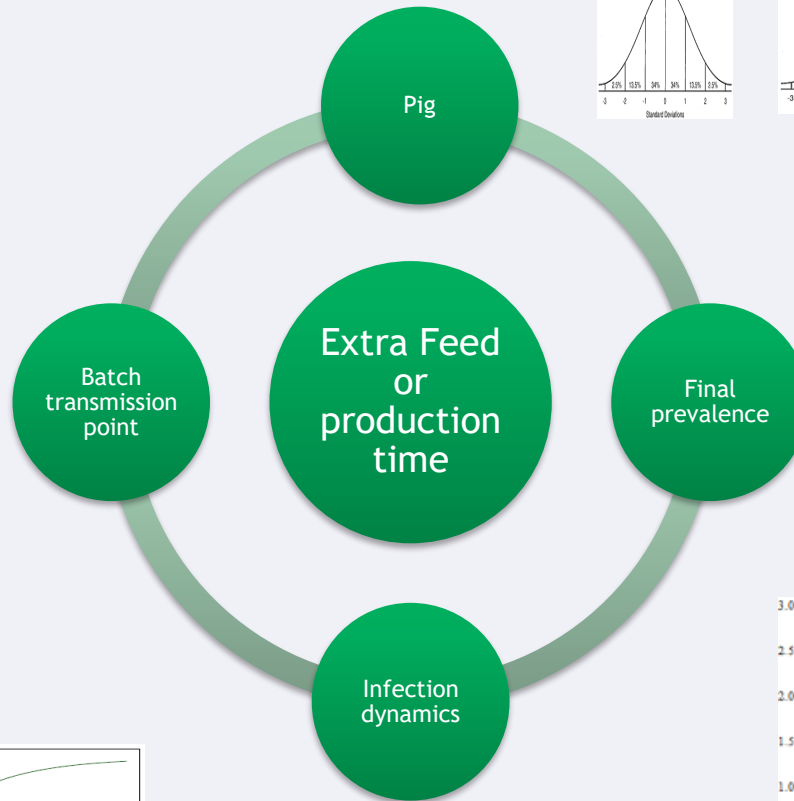 Pig
2.5% 13.5% 34% 34% 13.5% 2.5%
-3 -2 -1 0 1 2 3
Standard Deviations
-3
Extra Feed
or
production
time
Batch
transmission
point
Final
prevalence
Infection
dynamics
3.0
2.5
2.0
1.5
1.0